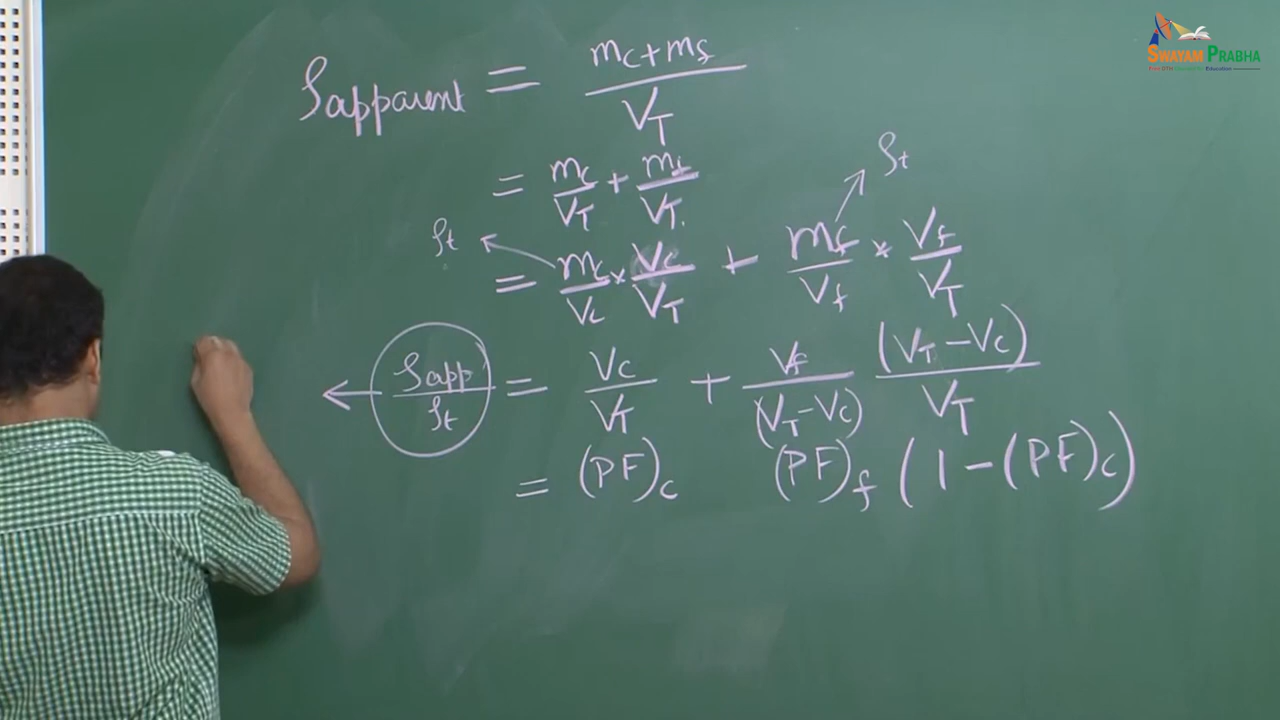 SWAYAM PRABHA
ρapparent = (mc + mf) / VT
= mc/VT + mf/VT
ρt ← mc/Vc × Vc/VT + mf/Vf × Vf/VT → ρt
← ρapp/ρt = Vc/VT + Vf/(VT − Vc) (VT − Vc)/VT
= (PF)c (PF)f (1 − (PF)c)